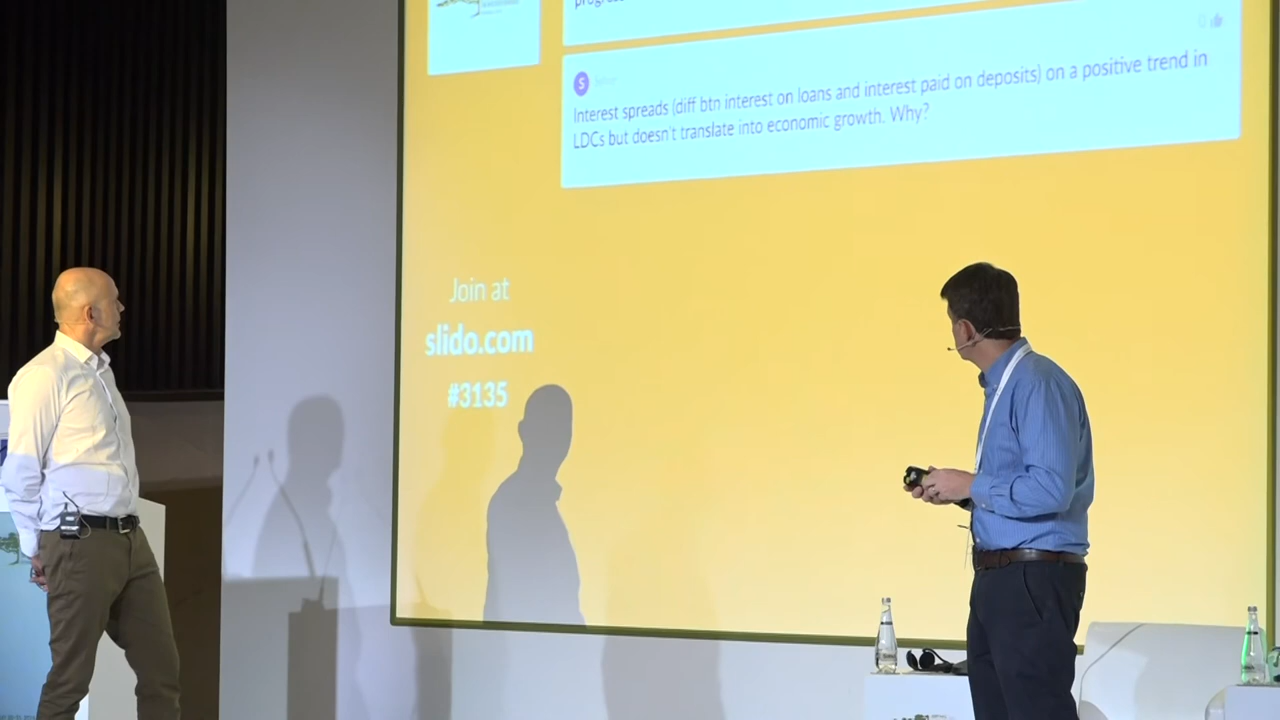 Interest spreads (diff btn interest on loans and interest paid on deposits) on a positive trend in
LDCs but doesn't translate into economic growth. Why?
S
Join at
slido.com
#3135